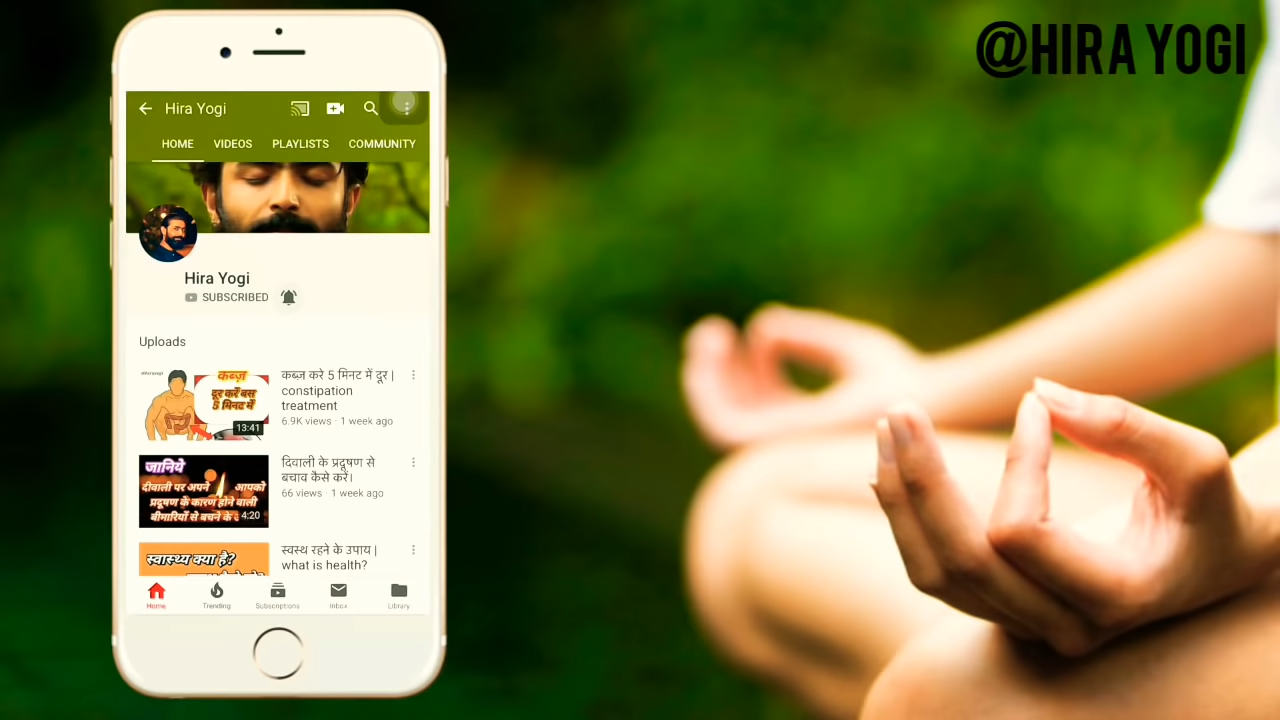 @HIRA YOGI
Hira Yogi
HOME VIDEOS PLAYLISTS COMMUNITY
Hira Yogi
SUBSCRIBED
Uploads
कब्ज़
दूर करें बस
5 मिनट में
13:41
कब्ज़ करे 5 मिनट में दूर |
constipation
treatment
6.9K views · 1 week ago
जानिये
दीवाली पर अपने आपको
प्रदूषण के कारण होने वाली
बीमारियों से बचने के
4:20
दिवाली के प्रदूषण से
बचाव कैसे करें।
66 views · 1 week ago
स्वास्थ्य क्या है?
स्वस्थ रहने के उपाय |
what is health?
Home Trending Subscriptions Inbox Library